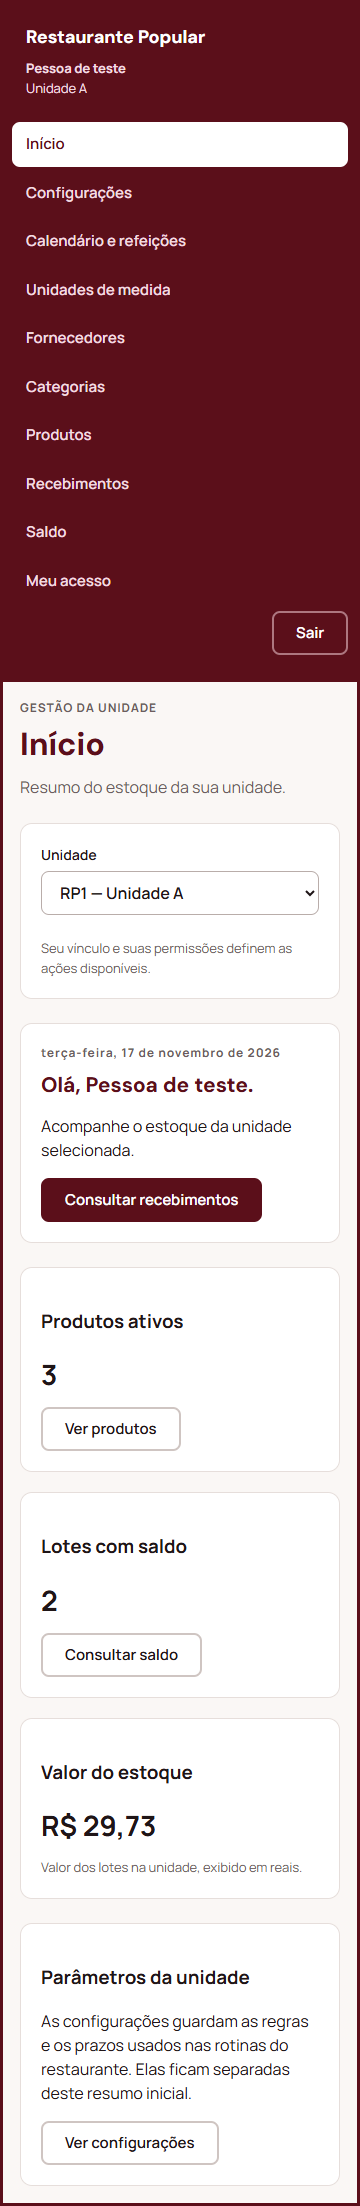 Restaurante Popular
Pessoa de teste
Unidade A
Início
Configurações
Calendário e refeições
Unidades de medida
Fornecedores
Categorias
Produtos
Recebimentos
Saldo
Meu acesso
Sair
GESTÃO DA UNIDADE
Início
Resumo do estoque da sua unidade.
Unidade
RP1 — Unidade A
Seu vínculo e suas permissões definem as
ações disponíveis.
terça-feira, 17 de novembro de 2026
Olá, Pessoa de teste.
Acompanhe o estoque da unidade
selecionada.
Consultar recebimentos
Produtos ativos
3
Ver produtos
Lotes com saldo
2
Consultar saldo
Valor do estoque
R$ 29,73
Valor dos lotes na unidade, exibido em reais.
Parâmetros da unidade
As configurações guardam as regras
e os prazos usados nas rotinas do
restaurante. Elas ficam separadas
deste resumo inicial.
Ver configurações